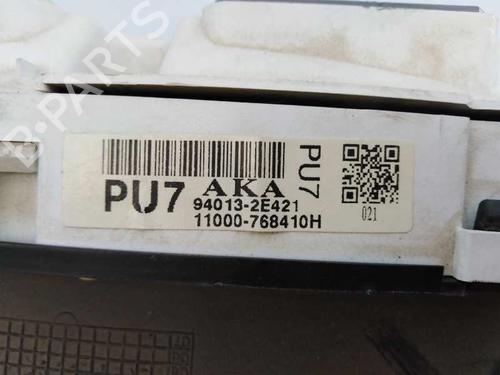 B-PARTS
PU7 AKA
94013-2E421
11000-768410H
PU7
021